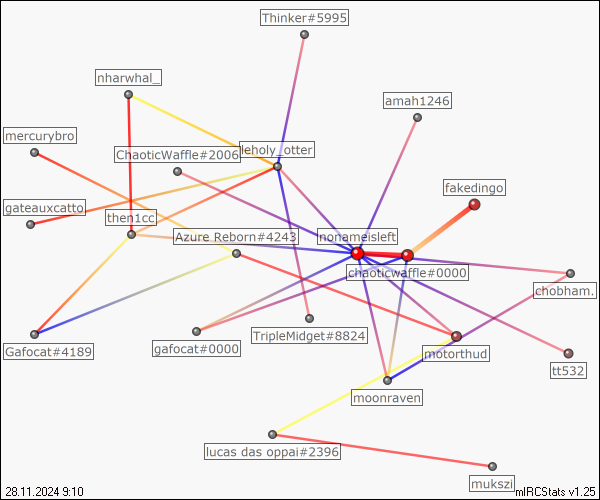 Thinker#5995
nharwhal_
amah1246
mercurybro
ChaoticWaffle#2006
leholy_otter
fakedingo
gateauxcatto
then1cc
Azure Reborn#4243
nonameisleft
chaoticwaffle#0000
chobham.
Gafocat#4189
gafocat#0000
TripleMidget#8824
motorthud
tt532
moonraven
lucas das oppai#2396
mukszi
28.11.2024 9:10
mIRCStats v1.25